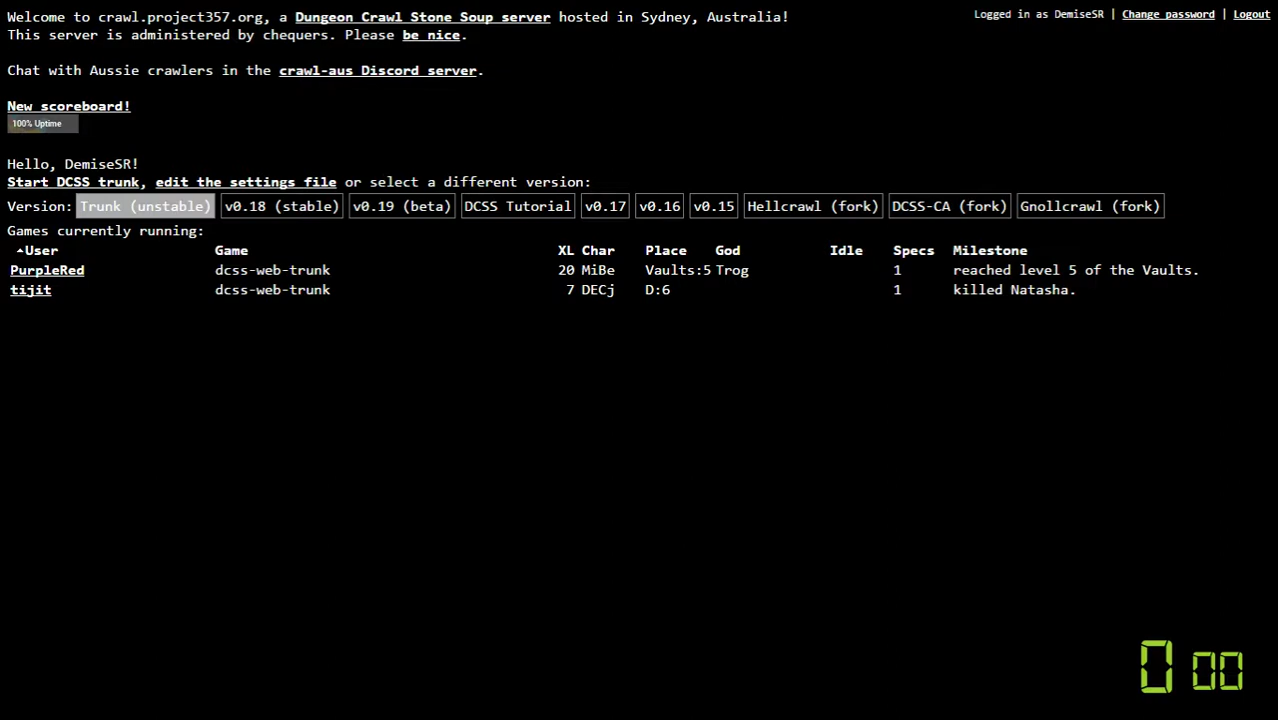 Welcome to crawl.project357.org, a Dungeon Crawl Stone Soup server hosted in Sydney, Australia!
Logged in as DemiseSR | Change password | Logout
This server is administered by chequers. Please be nice.
Chat with Aussie crawlers in the crawl-aus Discord server.
New scoreboard!
100% Uptime
Hello, DemiseSR!
Start DCSS trunk, edit the settings file or select a different version:
Version: Trunk (unstable) v0.18 (stable) v0.19 (beta) DCSS Tutorial v0.17 v0.16 v0.15 Hellcrawl (fork) DCSS-CA (fork) Gnollcrawl (fork)
Games currently running:
User Game XL Char Place God Idle Specs Milestone
PurpleRed dcss-web-trunk 20 MiBe Vaults:5 Trog 1 reached level 5 of the Vaults.
tijit dcss-web-trunk 7 DECj D:6 1 killed Natasha.
0 00